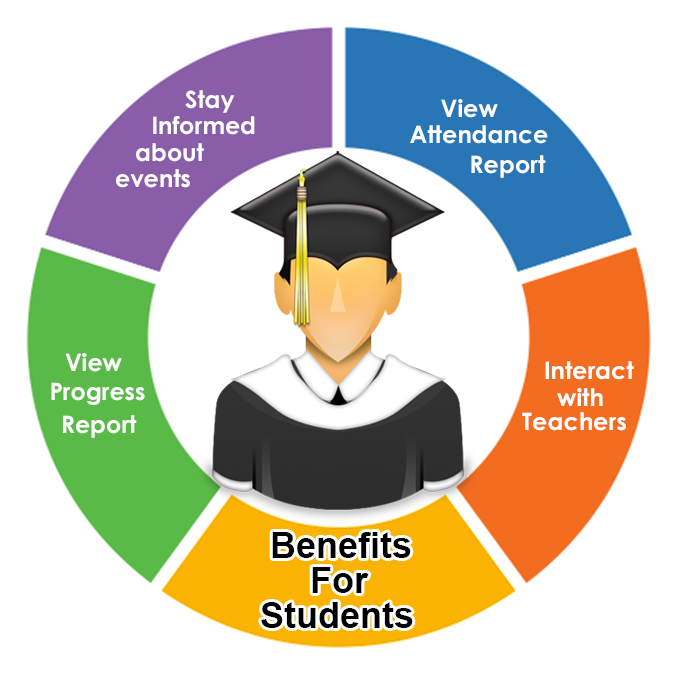 Stay
Informed
about
events
View
Attendance
Report
Interact
with
Teachers
Benefits
For
Students
View
Progress
Report